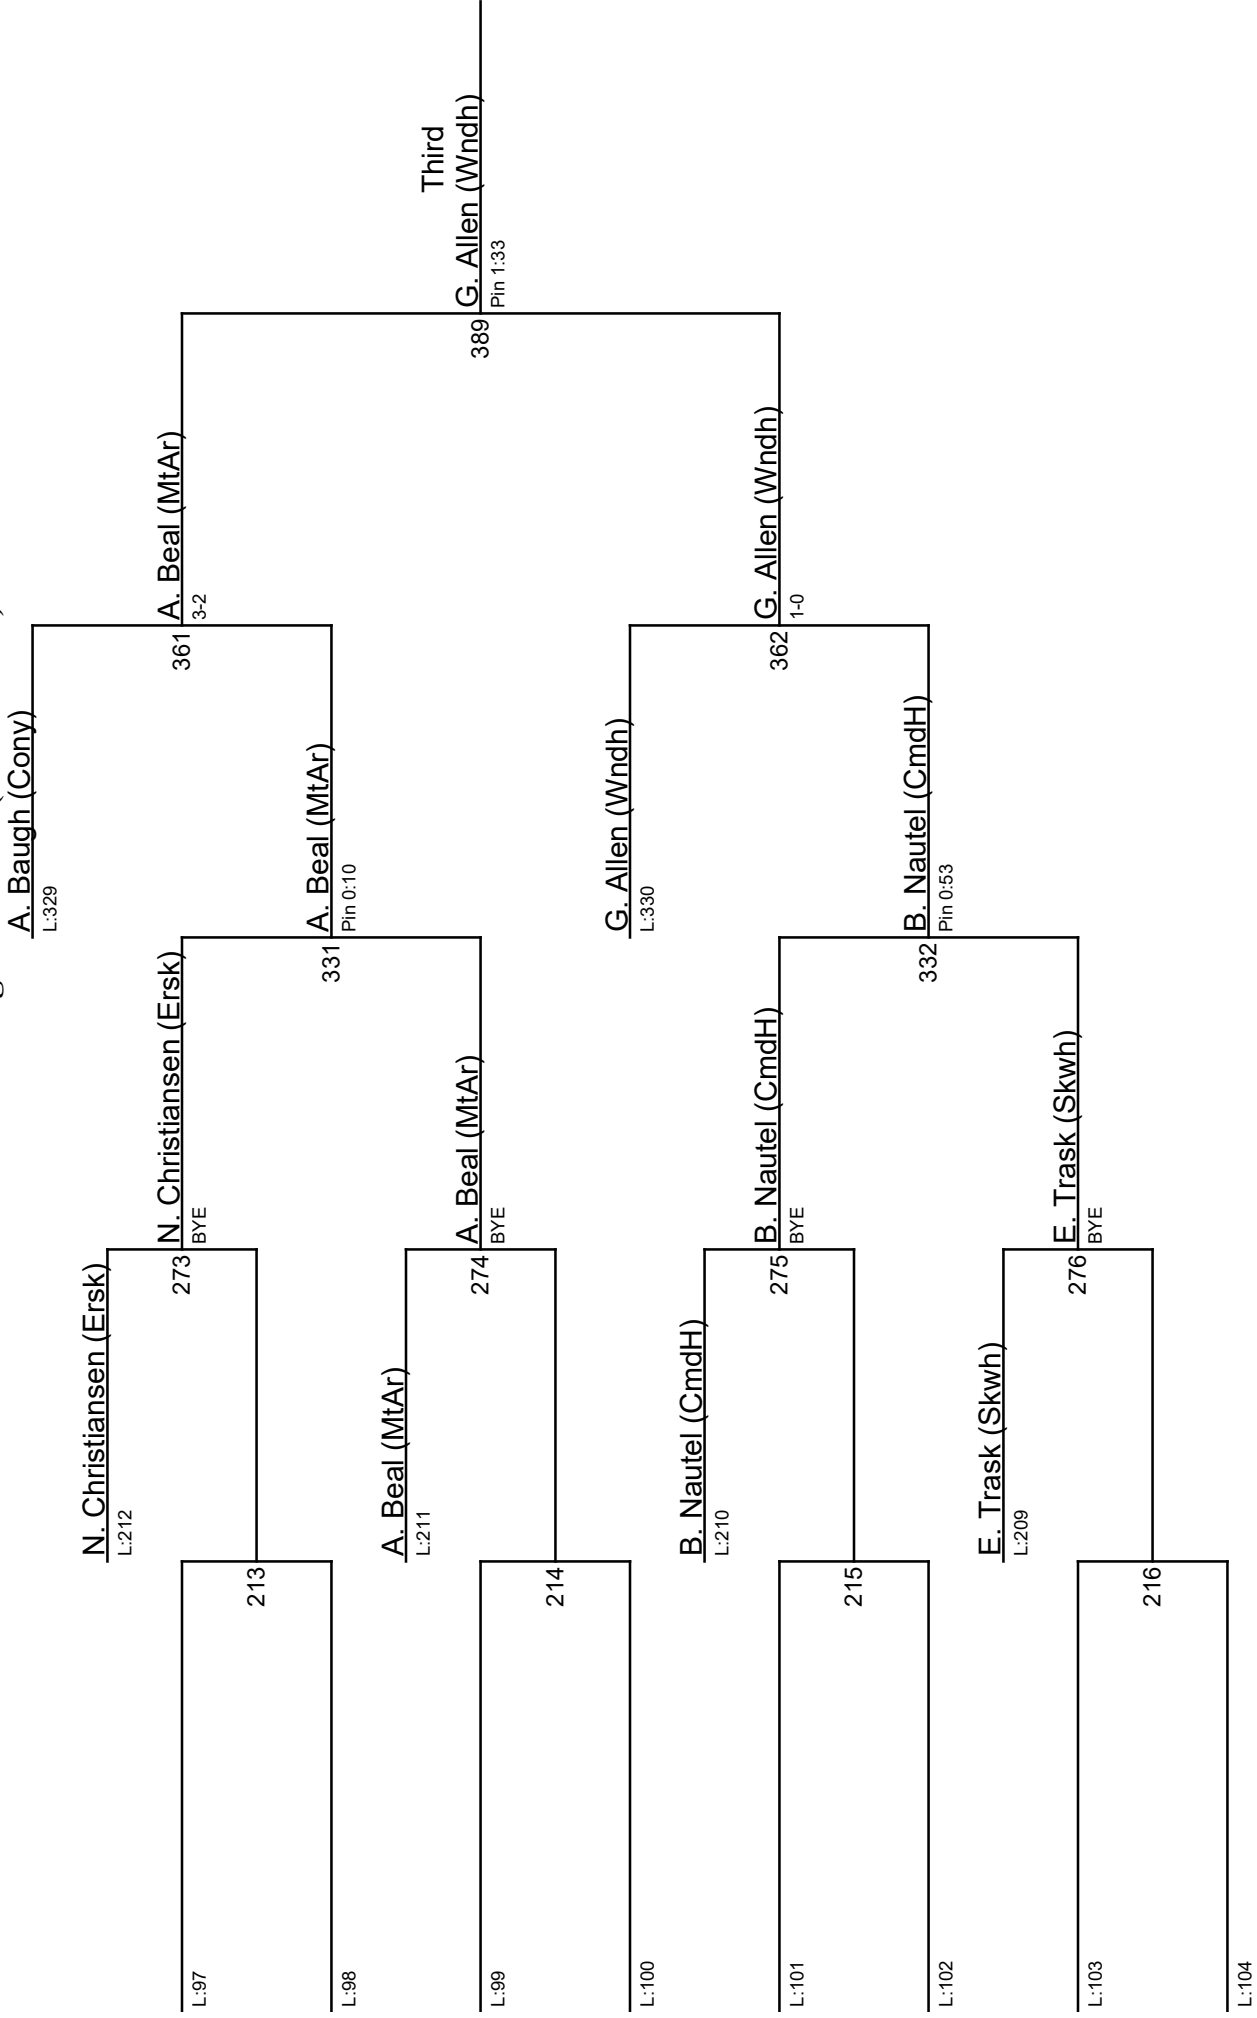 L:97
L:98
L:99
L:100
L:101
L:102
L:103
L:104
213
214
215
216
N. Christiansen (Ersk)
L:212
A. Beal (MtAr)
L:211
B. Nautel (CmdH)
L:210
E. Trask (Skwh)
L:209
273
274
275
276
N. Christiansen (Ersk)
BYE
A. Beal (MtAr)
BYE
B. Nautel (CmdH)
BYE
E. Trask (Skwh)
BYE
331
332
A. Baugh (Cony)
L:329
A. Beal (MtAr)
Pin 0:10
G. Allen (Wndh)
L:330
B. Nautel (CmdH)
Pin 0:53
361
362
A. Beal (MtAr)
3-2
G. Allen (Wndh)
1-0
389
Third
G. Allen (Wndh)
Pin 1:33